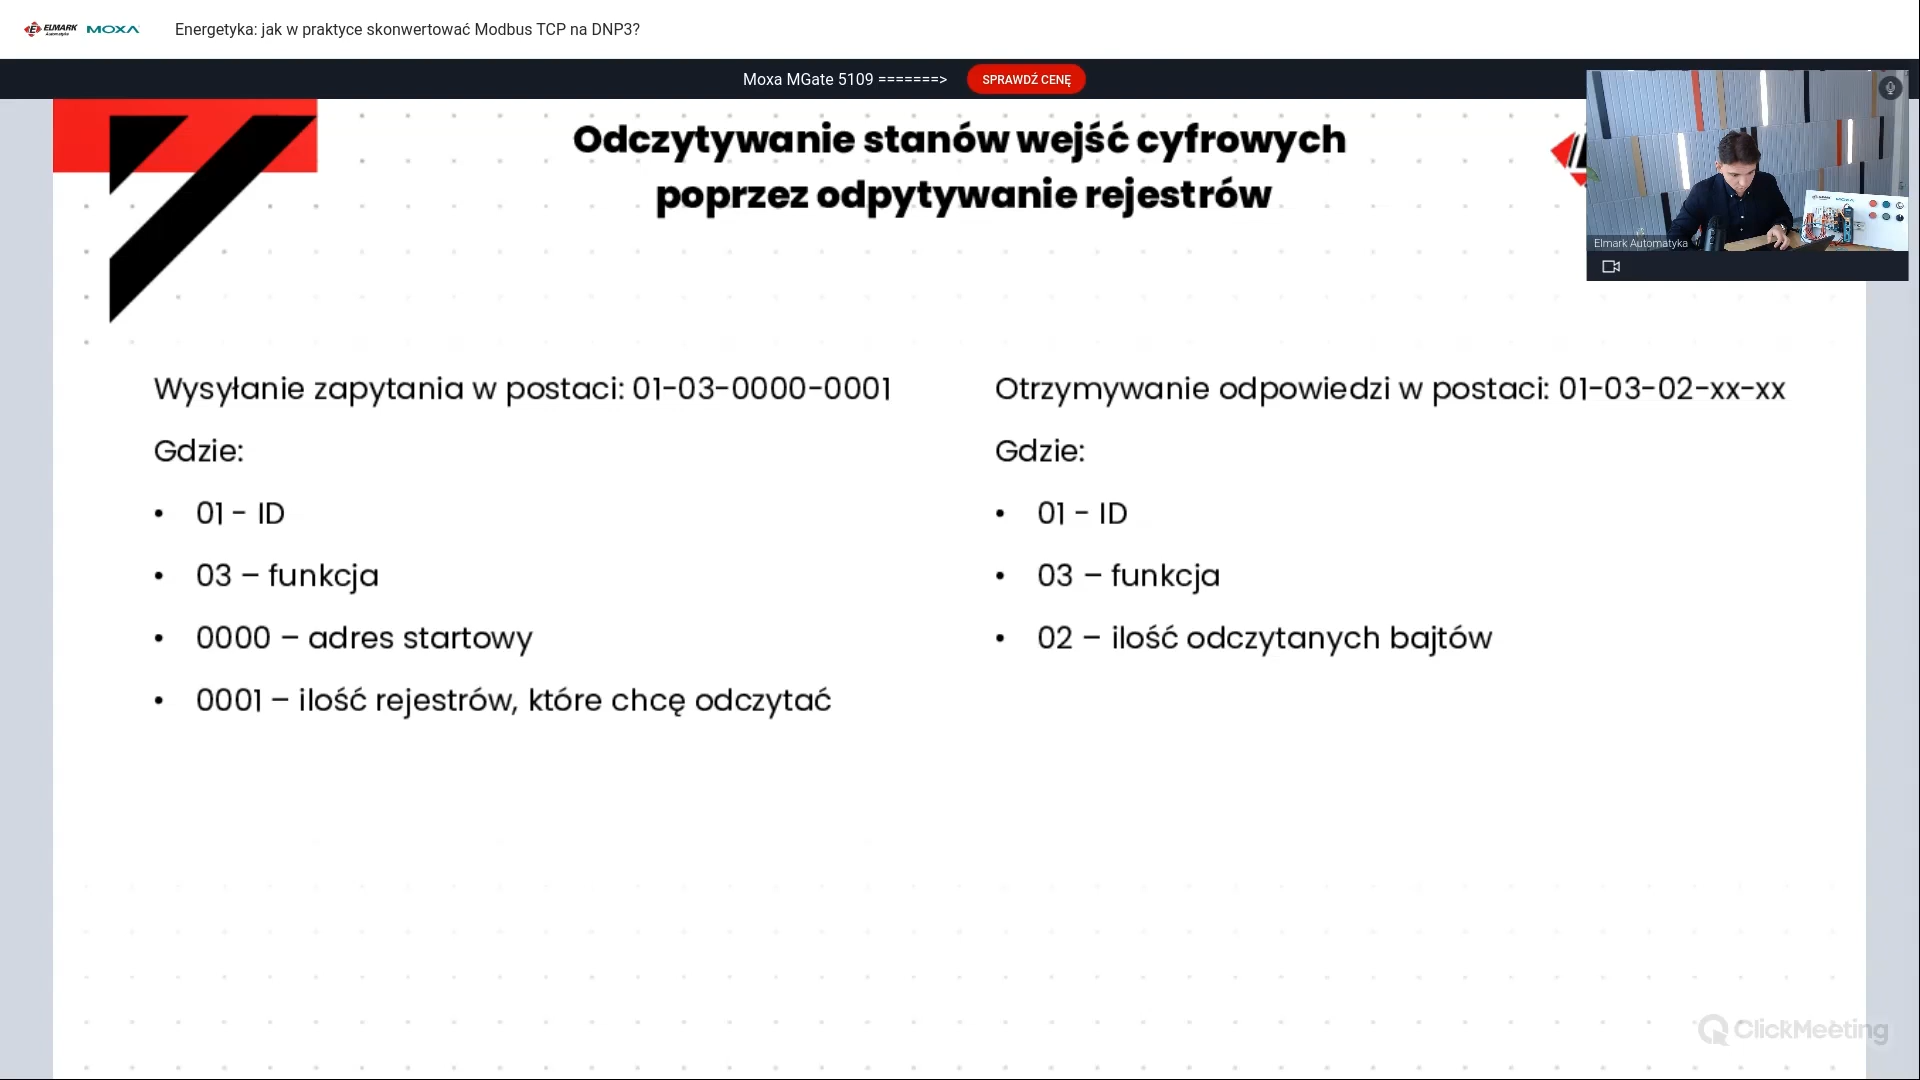 ELMARK
Automatyka
MOXA
Energetyka: jak w praktyce skonwertować Modbus TCP na DNP3?
Moxa MGate 5109 =======>
SPRAWDŹ CENĘ
Odczytywanie stanów wejść cyfrowych
poprzez odpytywanie rejestrów
Elmark Automatyka
Wysyłanie zapytania w postaci: 01-03-0000-0001
Gdzie:
• 01 - ID
• 03 – funkcja
• 0000 – adres startowy
• 0001 – ilość rejestrów, które chcę odczytać
Otrzymywanie odpowiedzi w postaci: 01-03-02-xx-xx
Gdzie:
• 01 - ID
• 03 – funkcja
• 02 – ilość odczytanych bajtów
ClickMeeting